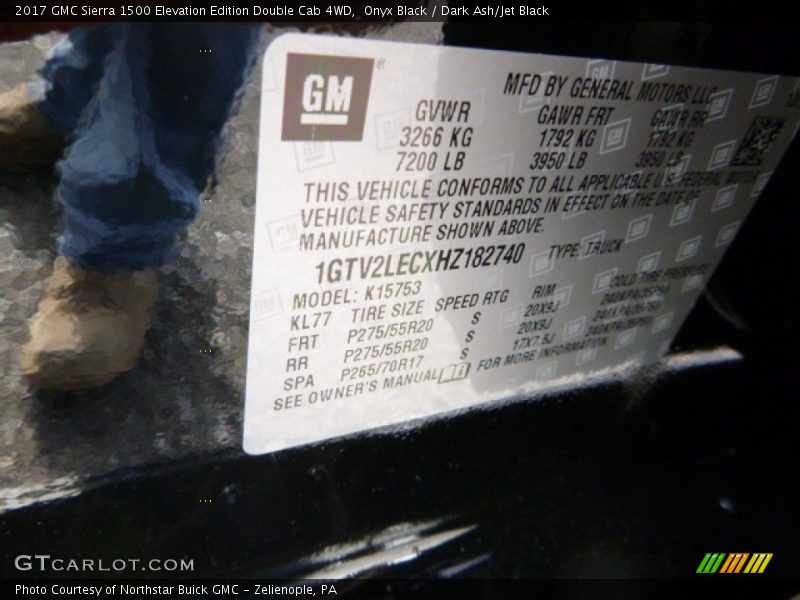 2017 GMC Sierra 1500 Elevation Edition Double Cab 4WD,  Onyx Black / Dark Ash/Jet Black
GM
MFD BY GENERAL MOTORS LLC
GVWR GAWR FRT GAWR RR
3266 KG 1792 KG 1792 KG
7200 LB 3950 LB 3950 LB
THIS VEHICLE CONFORMS TO ALL APPLICABLE U.S. FEDERAL MOTOR
VEHICLE SAFETY STANDARDS IN EFFECT ON THE DATE OF
MANUFACTURE SHOWN ABOVE.
1GTV2LECXHZ182740 TYPE: TRUCK
MODEL: K15753
KL77 TIRE SIZE SPEED RTG RIM COLD TIRE PRESSURE
FRT P275/55R20 S 20X9J
RR P275/55R20 S 20X9J
SPA P265/70R17 S 17X7.5J
SEE OWNER'S MANUAL FOR MORE INFORMATION.
GTCARLOT.COM
Photo Courtesy of Northstar Buick GMC - Zelienople, PA